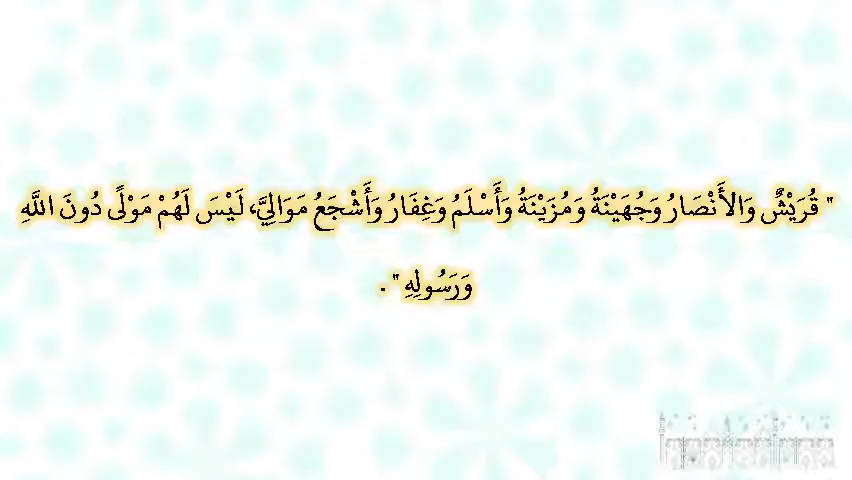 " قُرَيْشٌ وَالأَنْصَارُ وَجُهَيْنَةُ وَمُزَيْنَةُ وَأَسْلَمُ وَغِفَارُ وَأَشْجَعُ مَوَالِيَّ، لَيْسَ لَهُمْ مَوْلًى دُونَ اللَّهِ
وَرَسُولِهِ " .